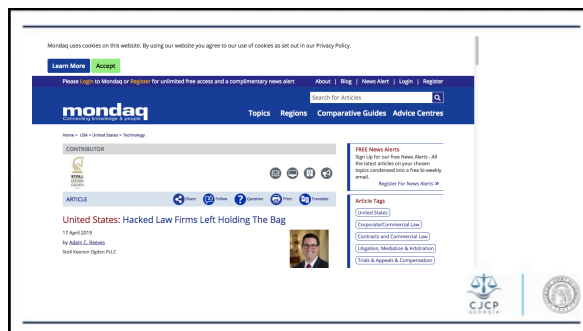 Mondaq uses cookies on this website. By using our website you agree to our use of cookies as set out in our Privacy Policy.
Learn More Accept
Please Login to Mondaq or Register for unlimited free access and a complimentary news alert About | Blog | News Alert | Login | Register
Search for Articles
mondaq
Connecting knowledge & people
Topics Regions Comparative Guides Advice Centres
Home > USA > United States > Technology
CONTRIBUTOR
STOLL
KEENON
OGDEN
ARTICLE Share Follow Question Print Translate
United States: Hacked Law Firms Left Holding The Bag
17 April 2019
by Adam C. Reeves
Stoll Keenon Ogden PLLC
FREE News Alerts
Sign Up for our free News Alerts - All
the latest articles on your chosen
topics condensed into a free bi-weekly
email.
Register For News Alerts »
Article Tags
United States
Corporate/Commercial Law
Contracts and Commercial Law
Litigation, Mediation & Arbitration
Trials & Appeals & Compensation
CJCP
GEORGIA